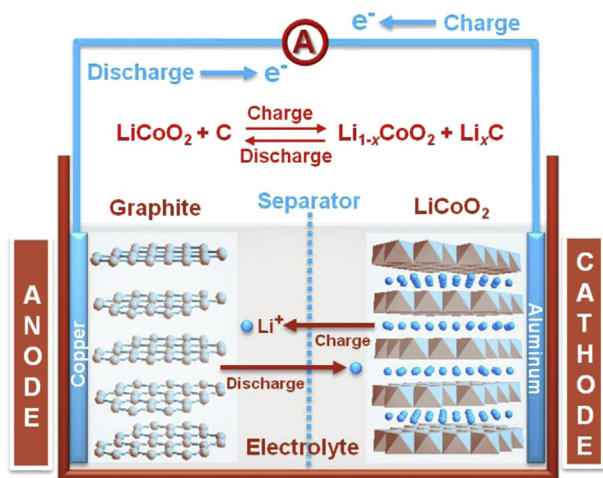 A
e⁻ Charge
Discharge e⁻
Charge
LiCoO₂ + C Li₁₋ₓCoO₂ + LiₓC
Discharge
Graphite Separator LiCoO₂
ANODE
Copper
Li⁺
Charge
Discharge
Electrolyte
Aluminum
CATHODE